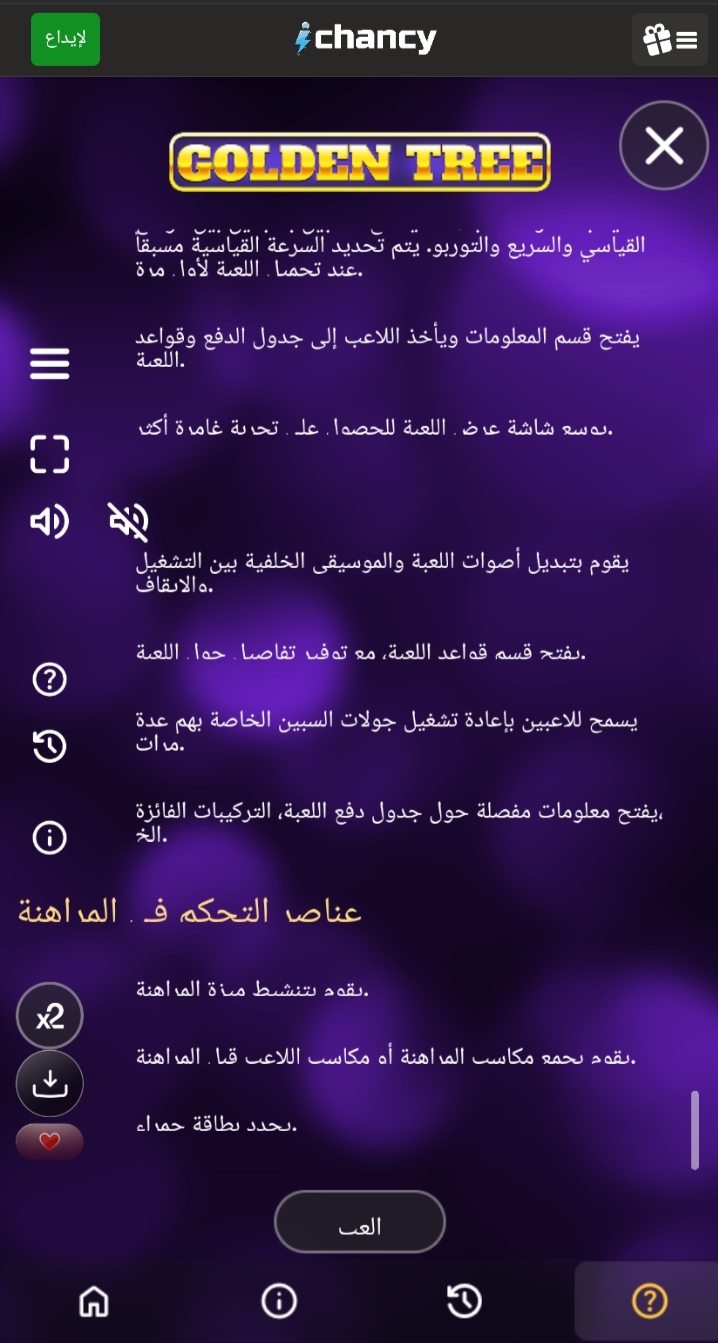 لإيداع
ichancy
GOLDEN TREE
القياسي والسريع والتوربو. يتم تحديد السرعة القياسية مسبقًا
عند تحميل اللعبة لأول مرة.
يفتح قسم المعلومات ويأخذ اللاعب إلى جدول الدفع وقواعد
اللعبة.
يوسع شاشة عرض اللعبة للحصول على تجربة غامرة أكثر.
يقوم بتبديل أصوات اللعبة والموسيقى الخلفية بين التشغيل
والإيقاف.
يفتح قسم قواعد اللعبة، مع توفير تفاصيل حول اللعبة.
يسمح للاعبين بإعادة تشغيل جولات السبين الخاصة بهم عدة
مرات.
يفتح معلومات مفصلة حول جدول دفع اللعبة، التركيبات الفائزة،
الخ.
عناصر التحكم في المراهنة
x2
يقوم بتنشيط ميزة المراهنة.
يقوم بجمع مكاسب المراهنة أو مكاسب اللاعب قبل المراهنة.
يحدد بطاقة حمراء.
العب